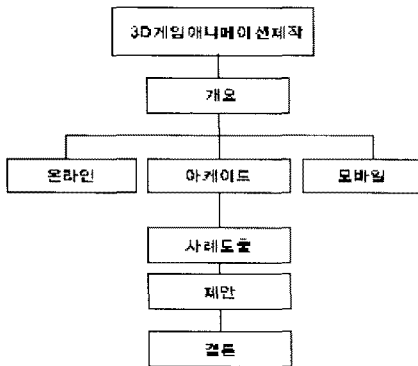 3D게임애니메이션제작
개요
온라인
아케이드
모바일
사례도출
제안
결론